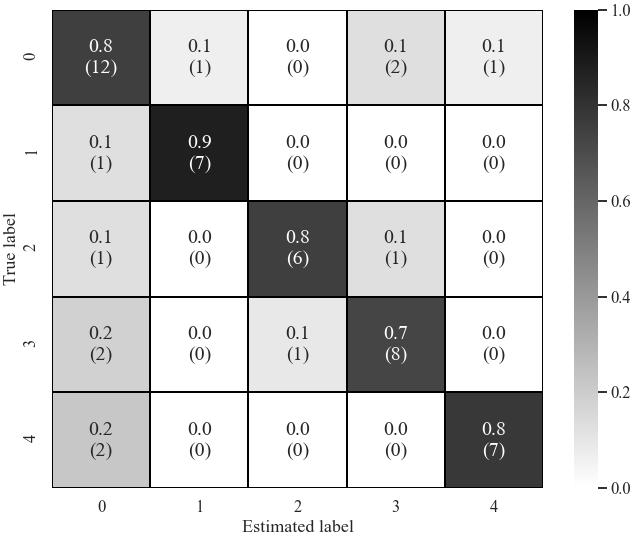 0.8 0.1 0.0 0.1 0.1
(12) (1) (0) (2) (1)
0
0.1 0.9 0.0 0.0 0.0
(1) (7) (0) (0) (0)
1
0.1 0.0 0.8 0.1 0.0
(1) (0) (6) (1) (0)
2
0.2 0.0 0.1 0.7 0.0
(2) (0) (1) (8) (0)
3
0.2 0.0 0.0 0.0 0.8
(2) (0) (0) (0) (7)
4
True label
0 1 2 3 4
Estimated label
1.0
0.8
0.6
0.4
0.2
0.0